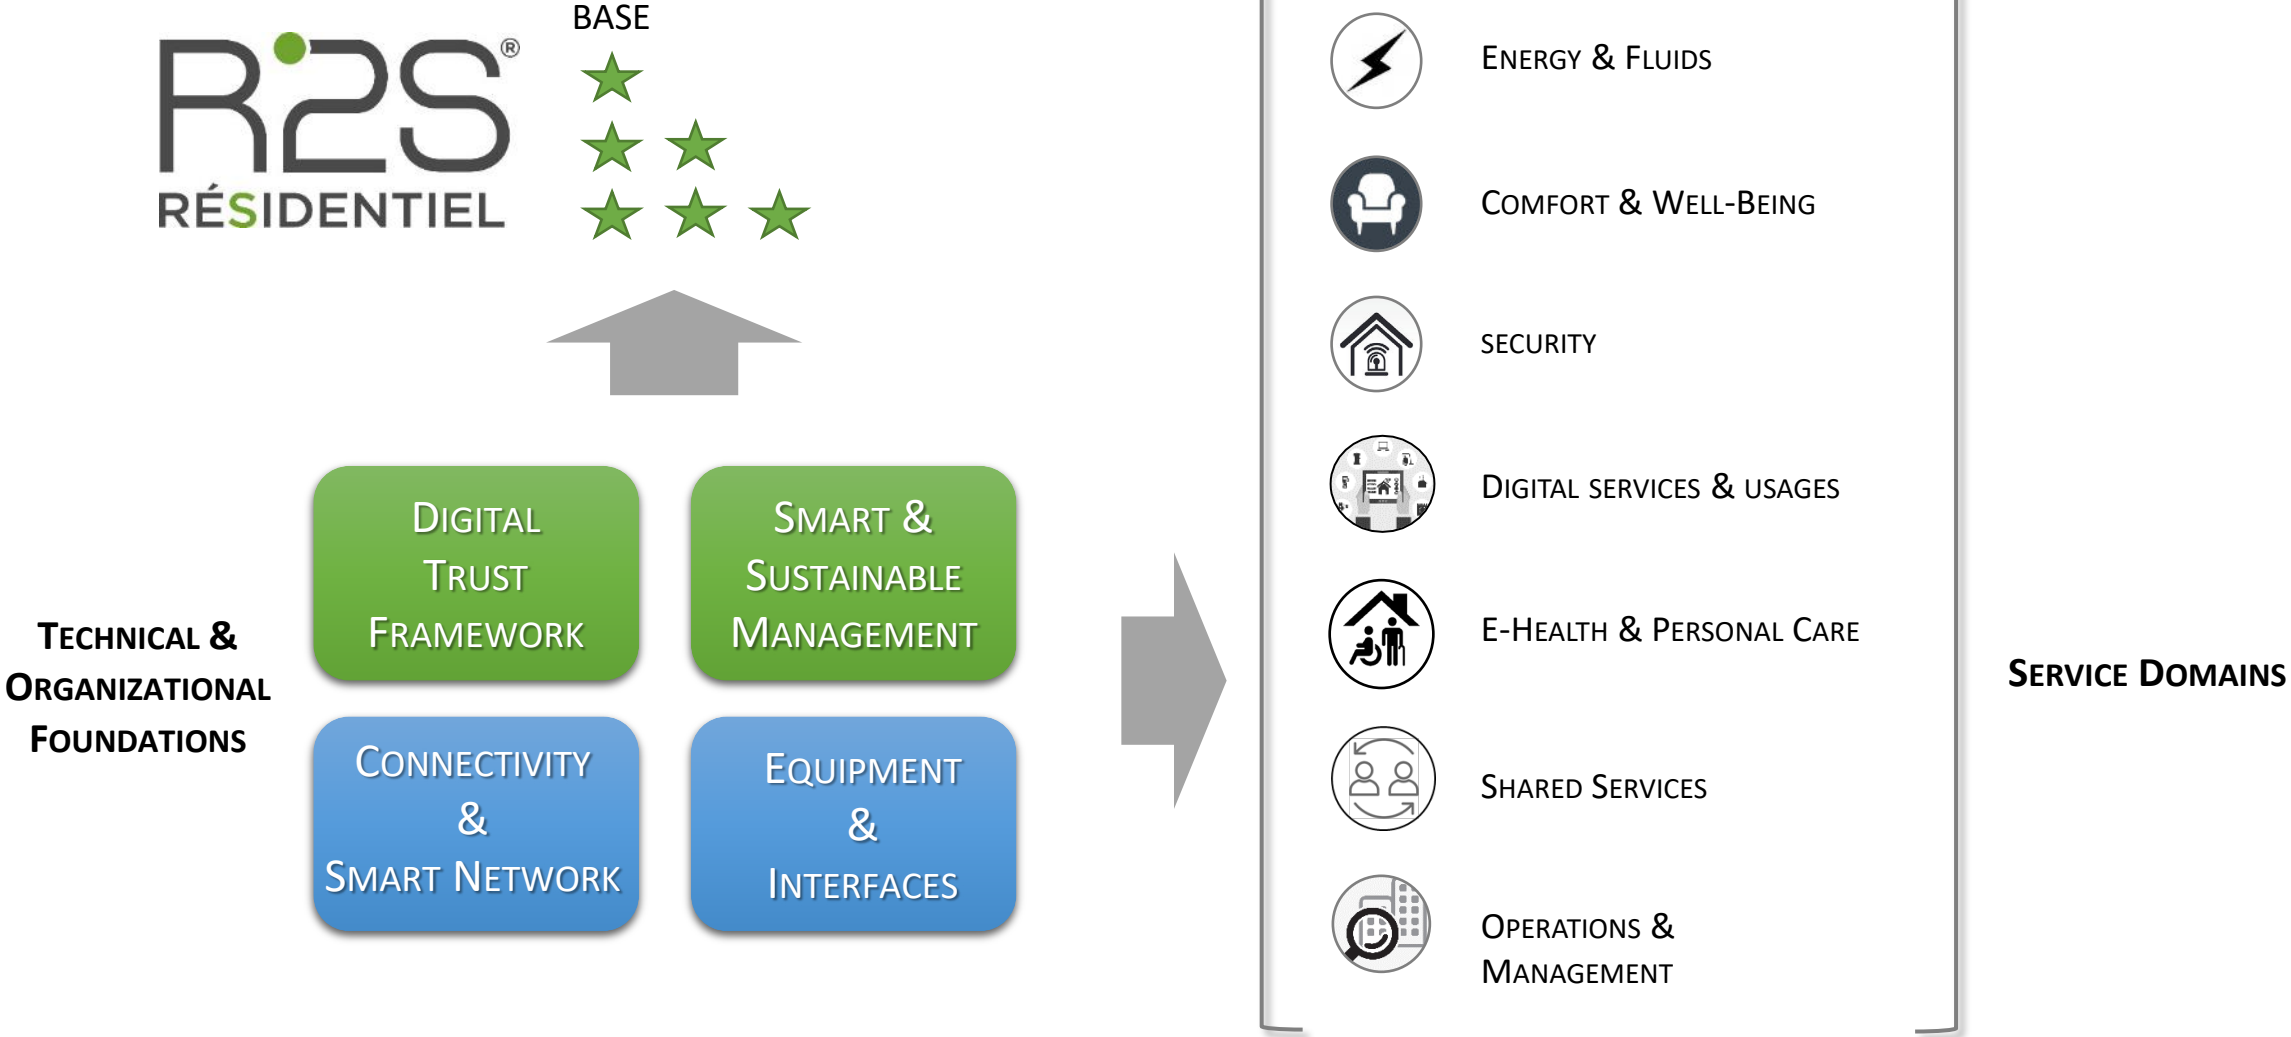 BASE
R2S®
RÉSIDENTIEL
TECHNICAL &
ORGANIZATIONAL
FOUNDATIONS
DIGITAL
TRUST
FRAMEWORK
SMART &
SUSTAINABLE
MANAGEMENT
CONNECTIVITY
&
SMART NETWORK
EQUIPMENT
&
INTERFACES
ENERGY & FLUIDS
COMFORT & WELL-BEING
SECURITY
DIGITAL SERVICES & USAGES
E-HEALTH & PERSONAL CARE
SHARED SERVICES
OPERATIONS &
MANAGEMENT
SERVICE DOMAINS